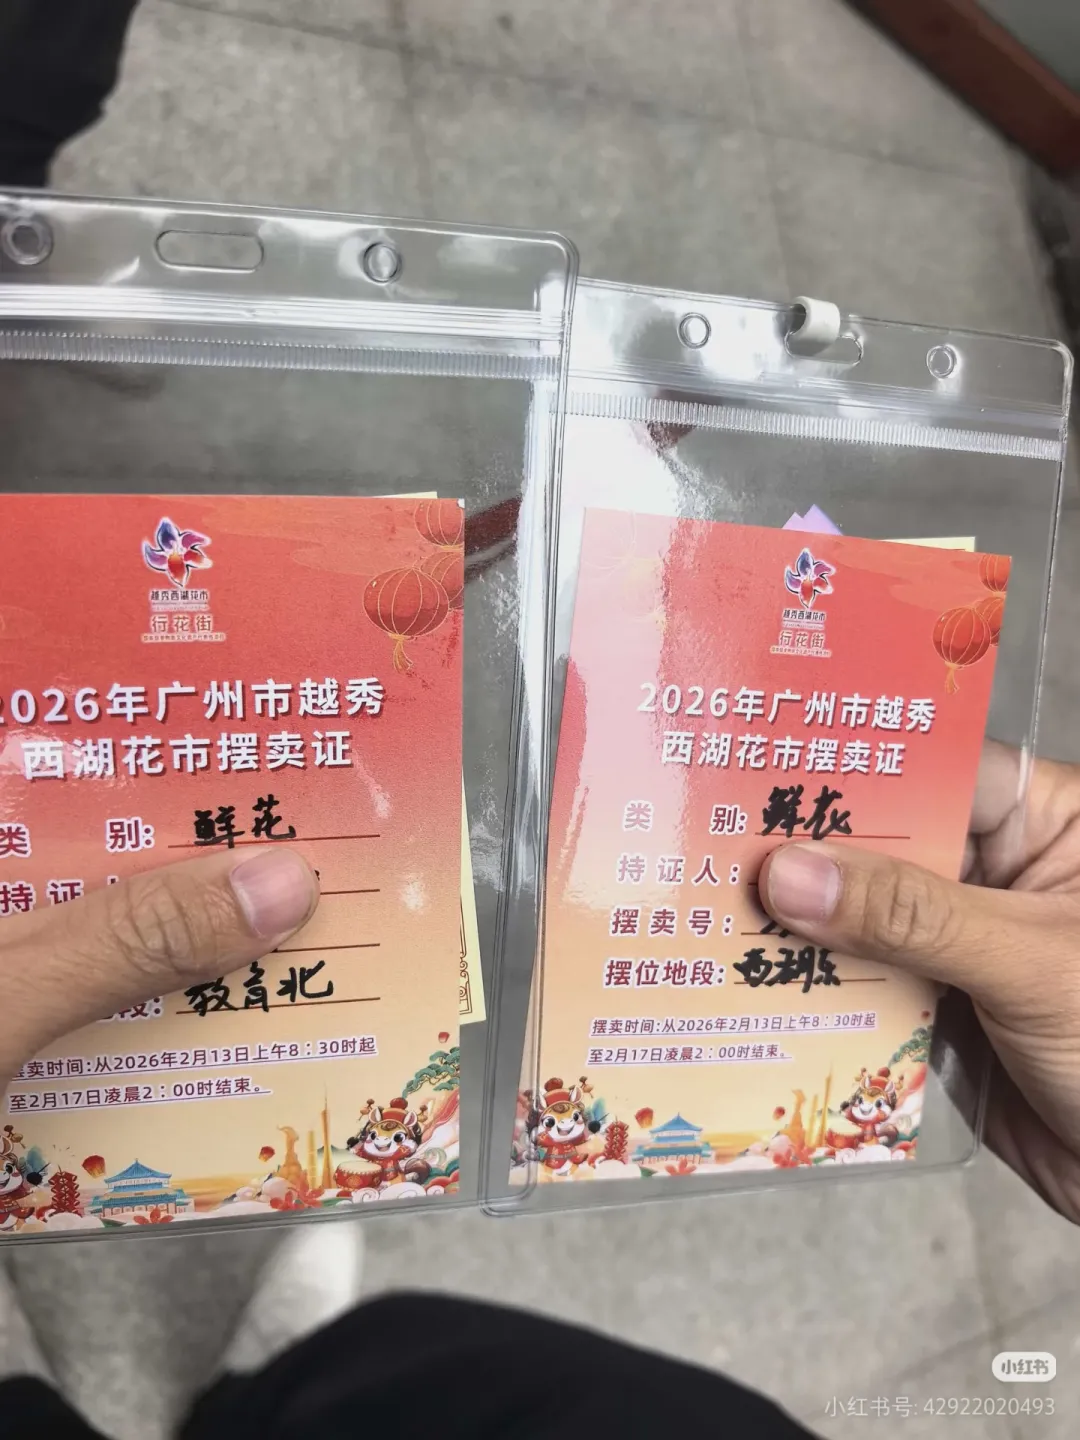 越秀西湖花市
行花街
2026年广州市越秀
西湖花市摆卖证
类 别: 鲜花
持证人
教育北
段:
摆卖时间:从2026年2月13日上午8:30时起
至2月17日凌晨2:00时结束。
越秀西湖花市
行花街
2026年广州市越秀
西湖花市摆卖证
类 别: 鲜花
持证人:
摆卖号:
摆位地段: 西湖东
摆卖时间:从2026年2月13日上午8:30时起
至2月17日凌晨2:00时结束。
小红书
小红书号: 42922020493